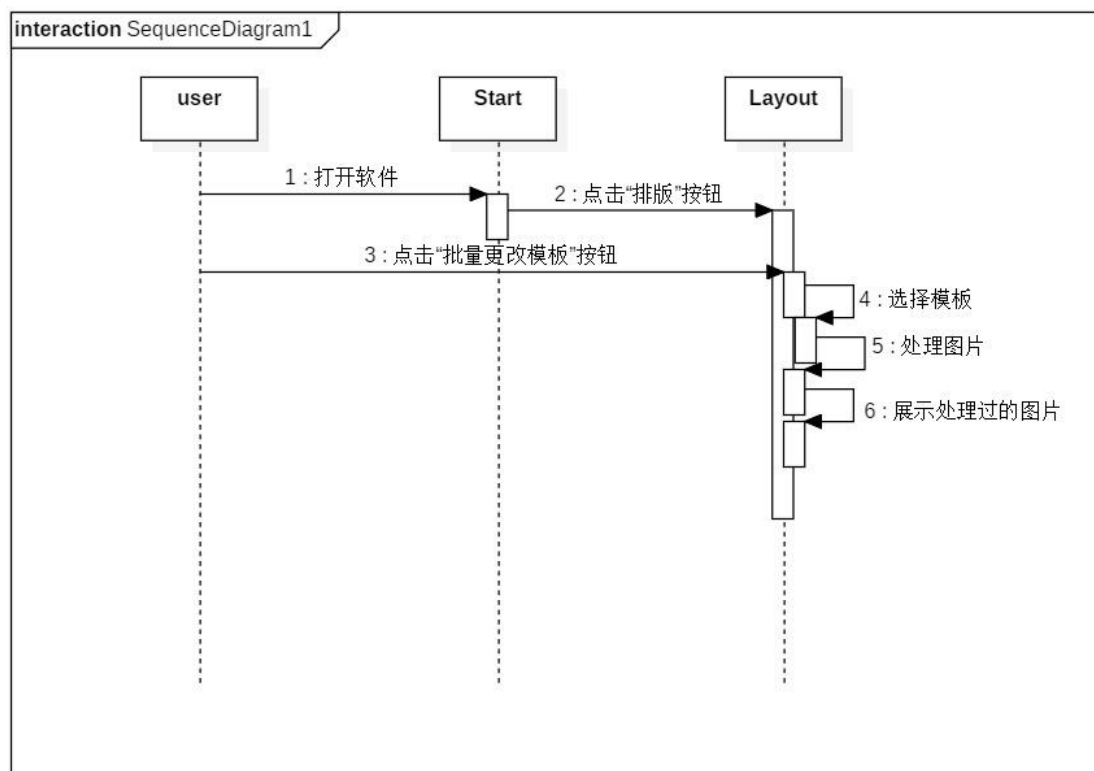 interaction SequenceDiagram1
user
Start
Layout
1 : 打开软件
2 : 点击“排版”按钮
3 : 点击“批量更改模板”按钮
4 : 选择模板
5 : 处理图片
6 : 展示处理过的图片